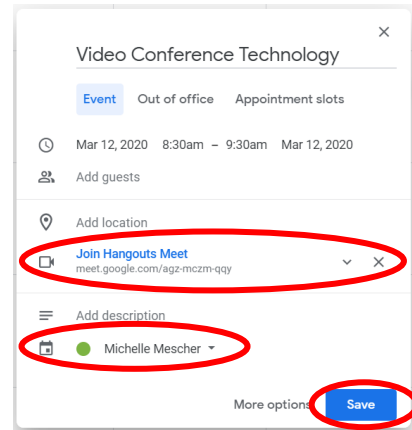 Video Conference Technology
Event Out of office Appointment slots
Mar 12, 2020 8:30am – 9:30am Mar 12, 2020
Add guests
Add location
Join Hangouts Meet
meet.google.com/agz-mczm-qqy
Add description
Michelle Mescher
More options Save